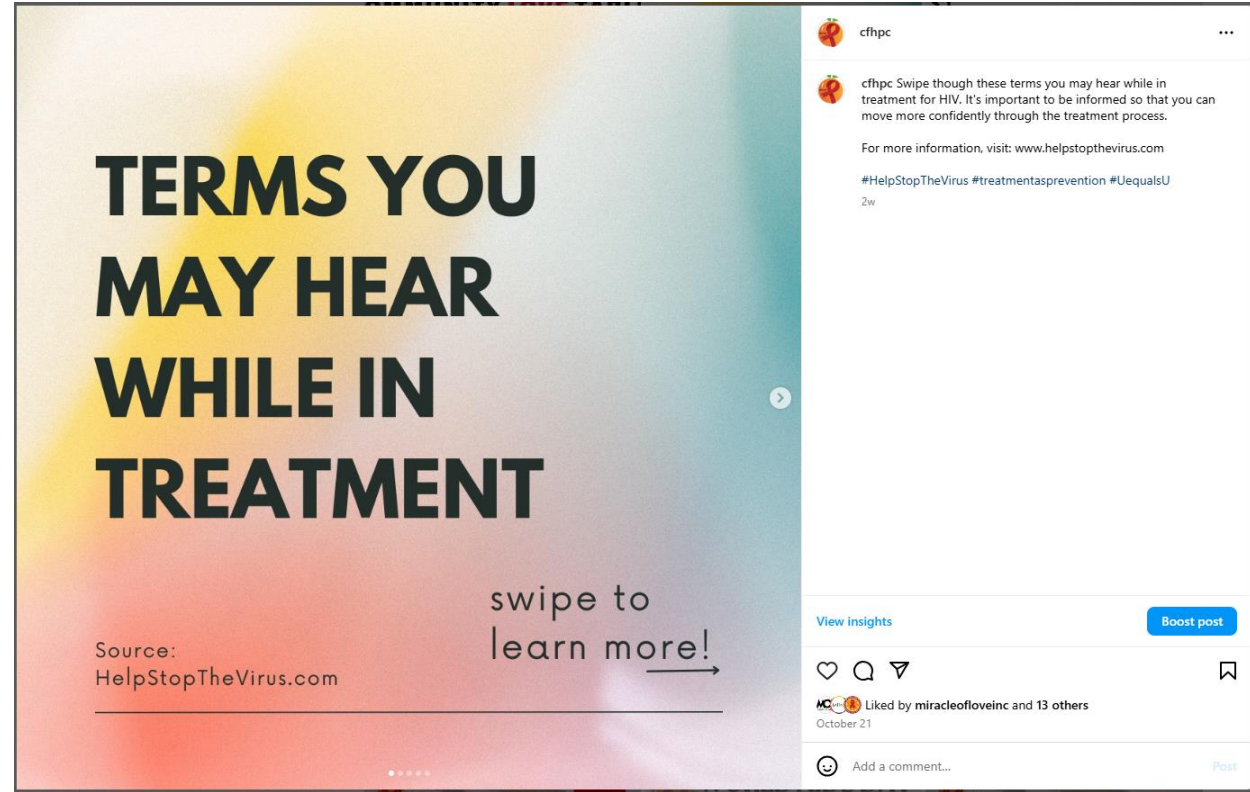 TERMS YOU
MAY HEAR
WHILE IN
TREATMENT
swipe to
learn more!
Source:
HelpStopTheVirus.com
cfhpc
cfhpc Swipe though these terms you may hear while in
treatment for HIV. It's important to be informed so that you can
move more confidently through the treatment process.
For more information, visit: www.helpstopthevirus.com
#HelpStopTheVirus #treatmentasprevention #UequalsU
2w
View insights
Boost post
Liked by miracleofloveinc and 13 others
October 21
Add a comment...
Post